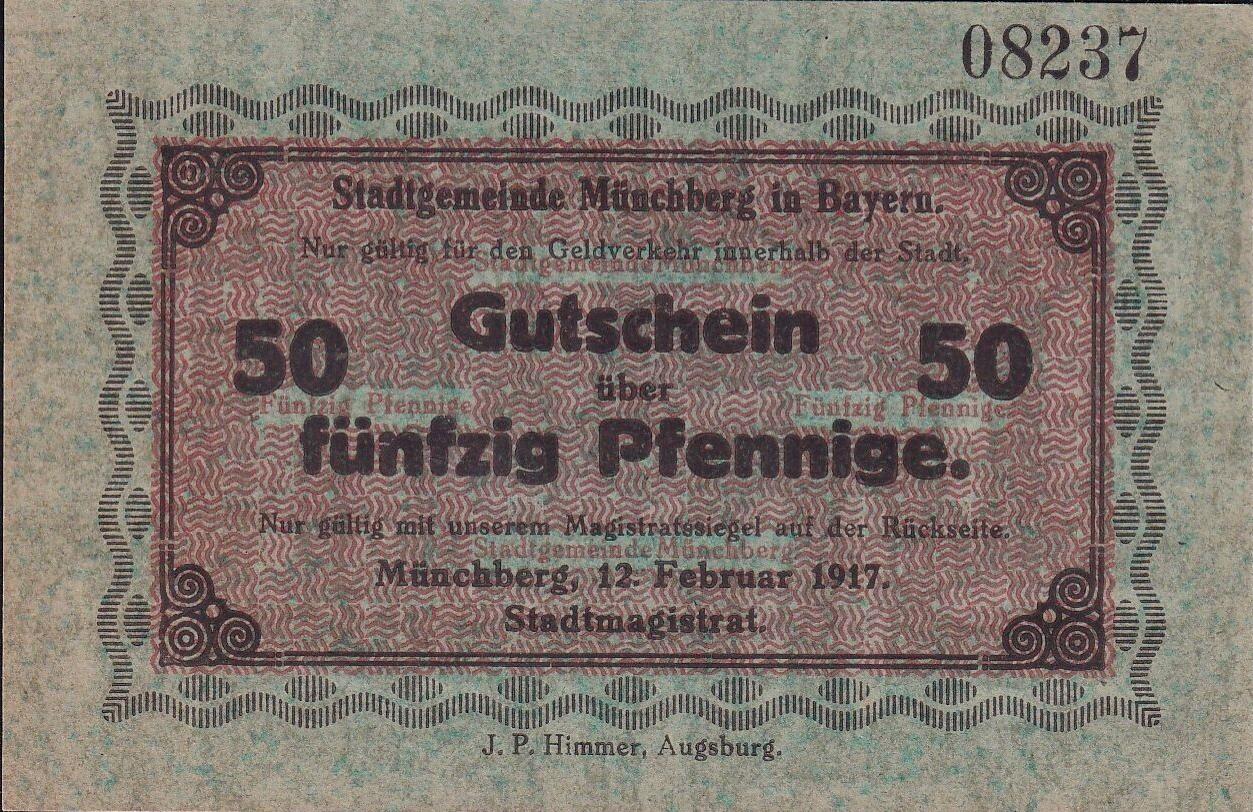 08237
Stadtgemeinde Münchberg in Bayern.
Nur gültig für den Geldverkehr innerhalb der Stadt.
Stadtgemeinde Münchberg
50 Gutschein 50
über
Fünfzig Pfennige Fünfzig Pfennige
fünfzig Pfennige.
Nur gültig mit unserem Magistratssiegel auf der Rückseite.
Stadtgemeinde Münchberg
Münchberg, 12. Februar 1917.
Stadtmagistrat.
J. P. Himmer, Augsburg.